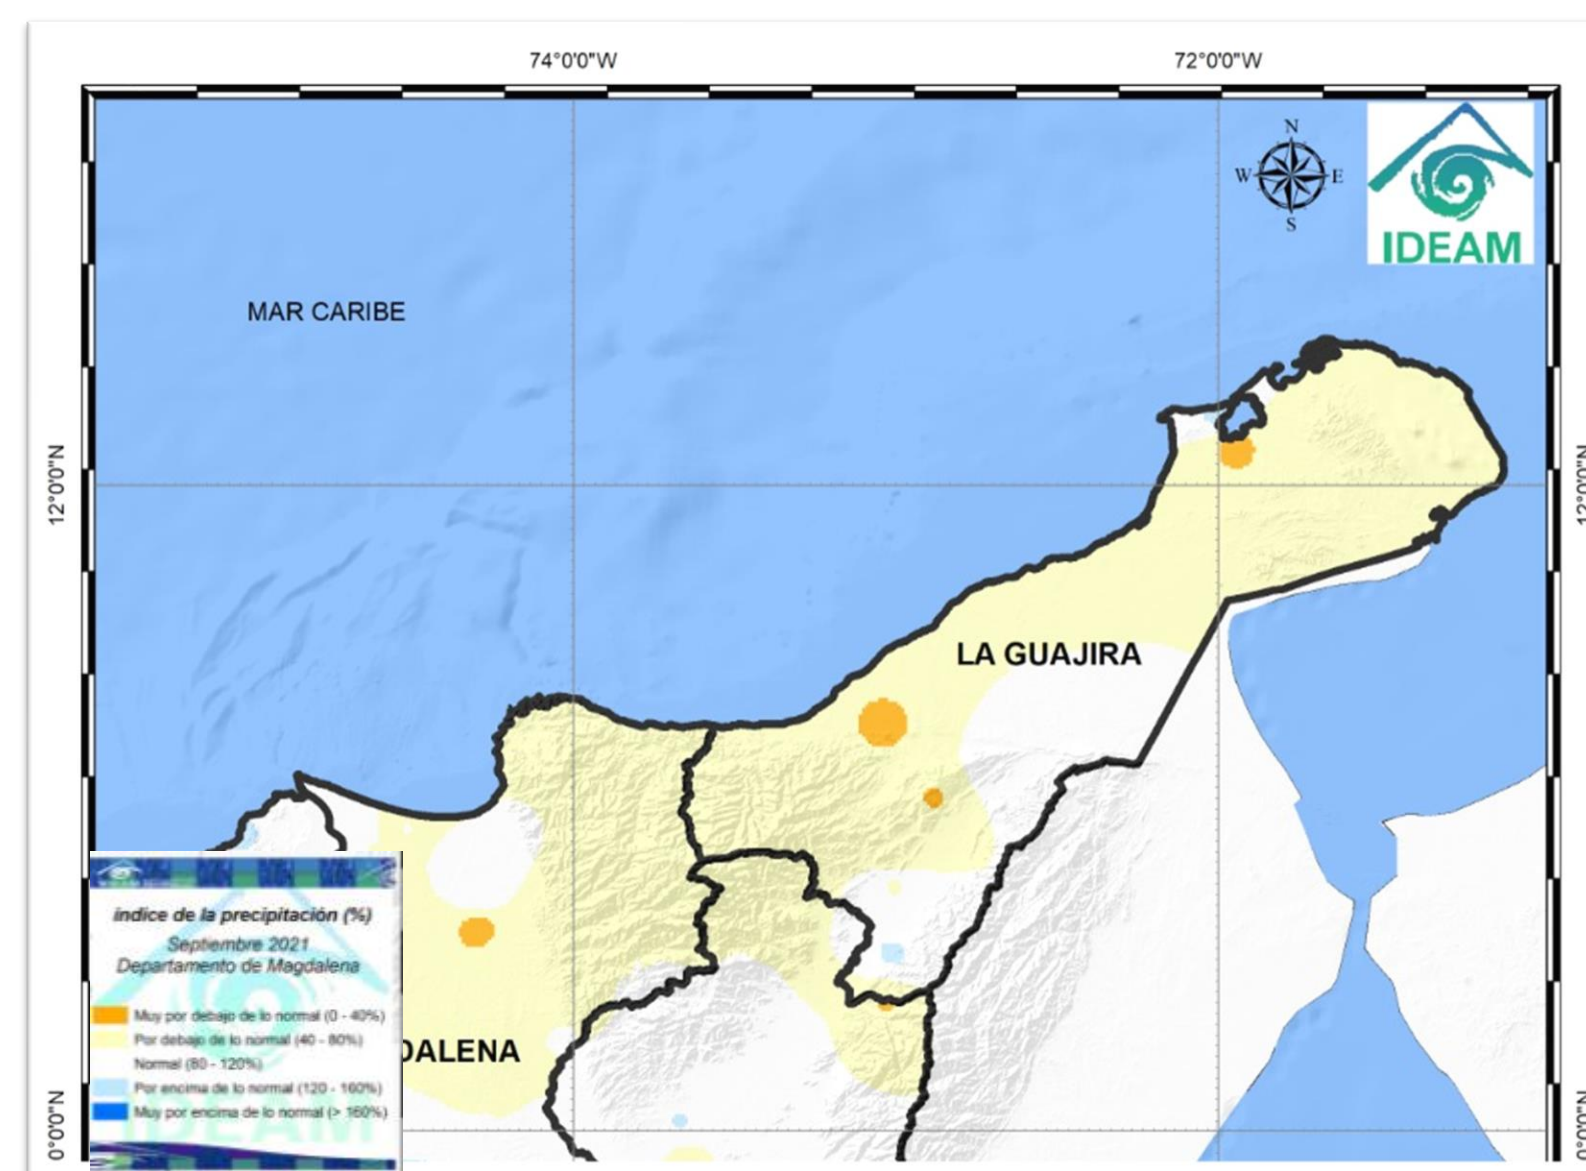 74°0'0"W
72°0'0"W
N
W
E
S
IDEAM
MAR CARIBE
12°0'0"N
12°0'0"N
LA GUAJIRA
IDEAM
índice de la precipitación (%)
Septiembre 2021
Departamento de Magdalena
Muy por debajo de lo normal (0 - 40%)
Por debajo de lo normal (40 - 80%)
Normal (80 - 120%)
Por encima de lo normal (120 - 160%)
Muy por encima de lo normal (> 160%)
IDEAM
DALENA
0°0'0"N
0°0'0"N